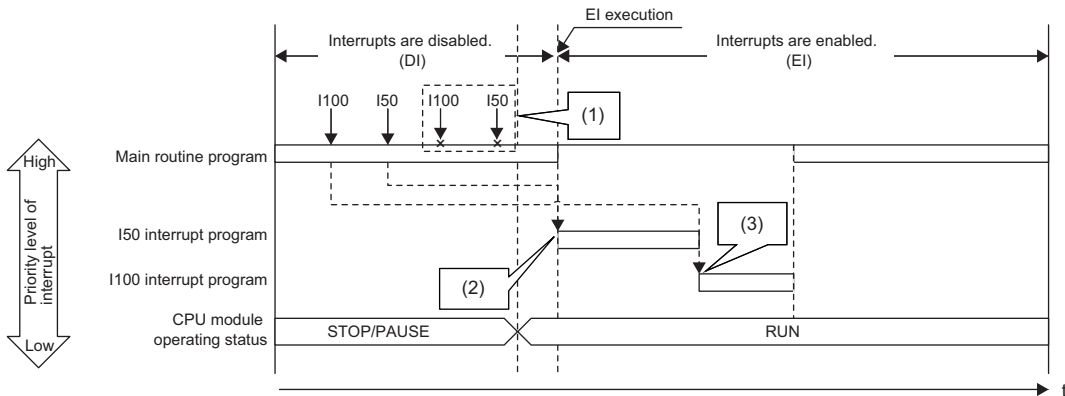 EI execution
Interrupts are disabled.
(DI)
Interrupts are enabled.
(EI)
I100
I50
I100
I50
(1)
High
Priority level of
interrupt
Low
Main routine program
I50 interrupt program
(3)
(2)
I100 interrupt program
CPU module
operating status
STOP/PAUSE
RUN
t